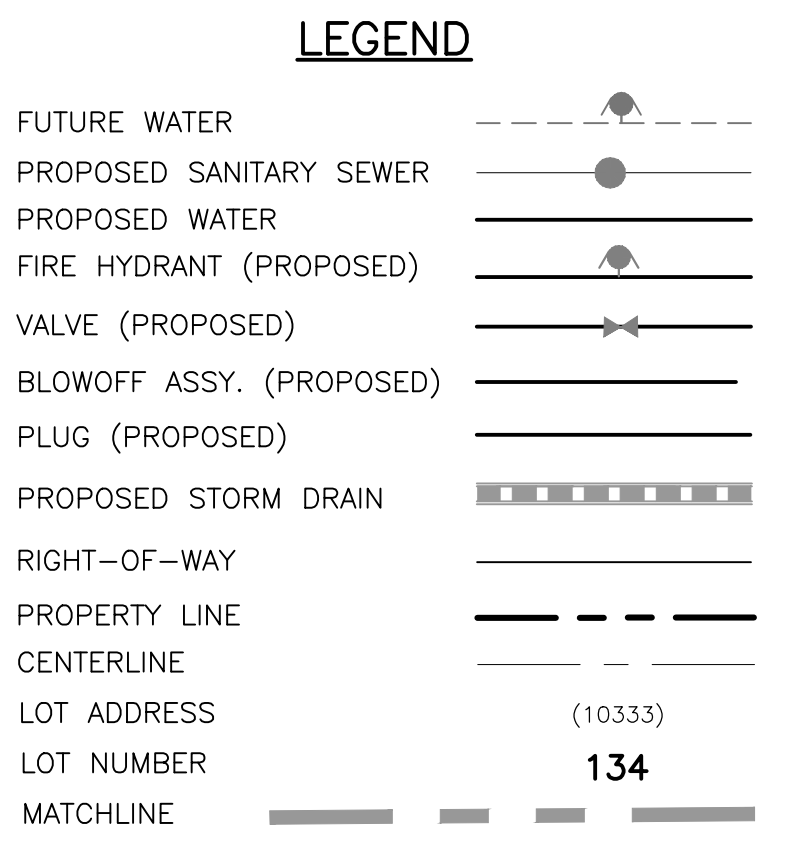 LEGEND
FUTURE WATER
PROPOSED SANITARY SEWER
PROPOSED WATER
FIRE HYDRANT (PROPOSED)
VALVE (PROPOSED)
BLOWOFF ASSY. (PROPOSED)
PLUG (PROPOSED)
PROPOSED STORM DRAIN
RIGHT-OF-WAY
PROPERTY LINE
CENTERLINE
LOT ADDRESS (10333)
LOT NUMBER 134
MATCHLINE